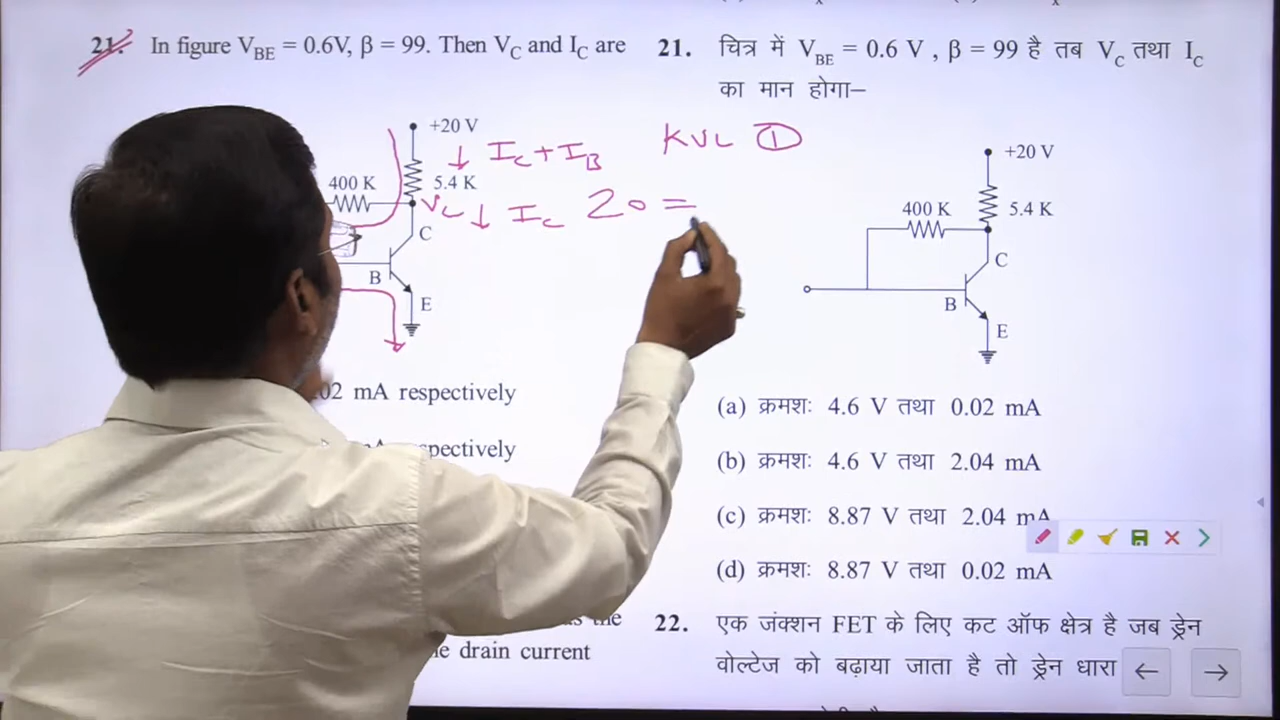 21. In figure V_BE = 0.6V, β = 99. Then V_C and I_C are
+20 V
I_C + I_B
400 K
5.4 K
V_C
I_C
C
B
E
KVL ①
20 =
02 mA respectively
spectively
the
e drain current
21. चित्र में V_BE = 0.6 V , β = 99 है तब V_C तथा I_C
का मान होगा–
+20 V
400 K
5.4 K
C
B
E
(a) क्रमशः 4.6 V तथा 0.02 mA
(b) क्रमशः 4.6 V तथा 2.04 mA
(c) क्रमशः 8.87 V तथा 2.04 mA
(d) क्रमशः 8.87 V तथा 0.02 mA
22. एक जंक्शन FET के लिए कट ऑफ क्षेत्र है जब ड्रेन
वोल्टेज को बढ़ाया जाता है तो ड्रेन धारा